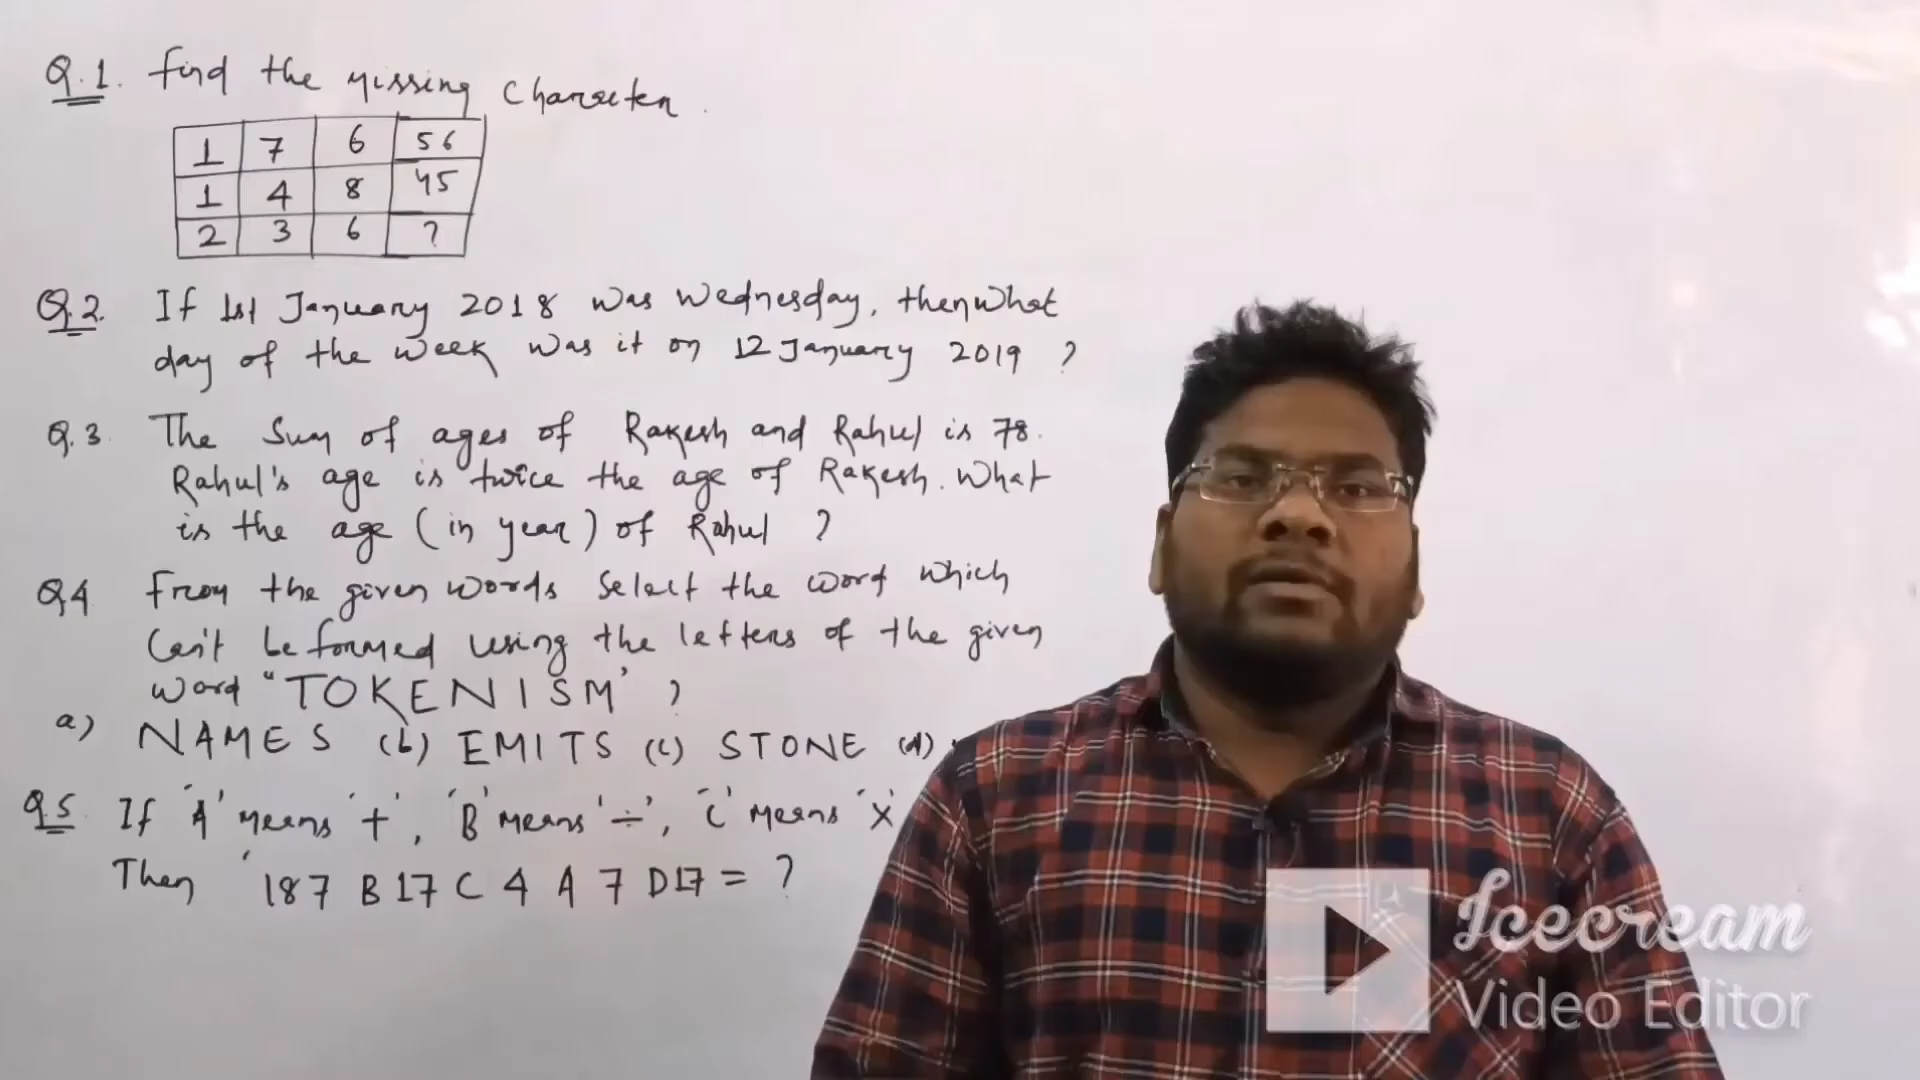 Q.1. Find the missing Character.
1 7 6 56
1 4 8 45
2 3 6 ?
Q.2. If 1st January 2018 was Wednesday, then what
day of the week was it on 12 January 2019 ?
Q.3 The Sum of ages of Rakesh and Rahul is 78.
Rahul's age is twice the age of Rakesh. What
is the age (in year) of Rahul ?
Q4 From the given words Select the word which
Can't be formed using the letters of the given
word "TOKENISM" ?
a) NAMES (b) EMITS (c) STONE (d)
Q5 If 'A' means '+', 'B' means '÷', 'C' means 'X'
Then '187 B 17 C 4 A 7 D17 = ?
Icecream
Video Editor